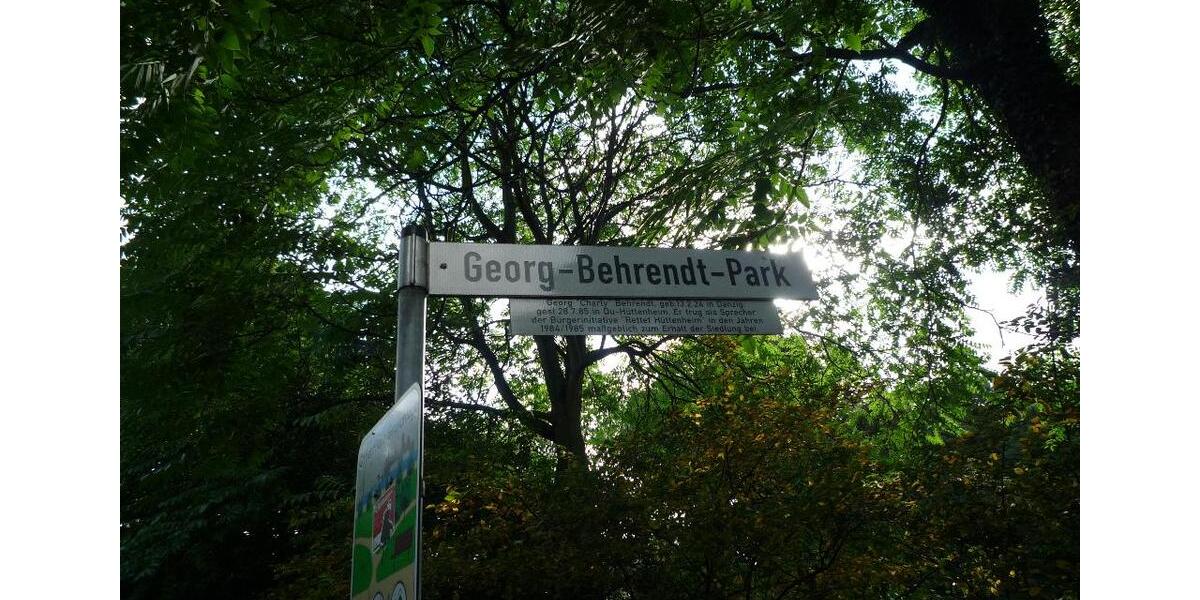 Georg-Behrendt-Park
Georg "Charly" Behrendt, geb.13.2.24 in Danzig
gest 28.7.85 in Du-Hüttenheim. Er trug als Sprecher
der Bürgerinitiative "Rettet Hüttenheim" in den Jahren
1984/1985 maßgeblich zum Erhalt der Siedlung bei.